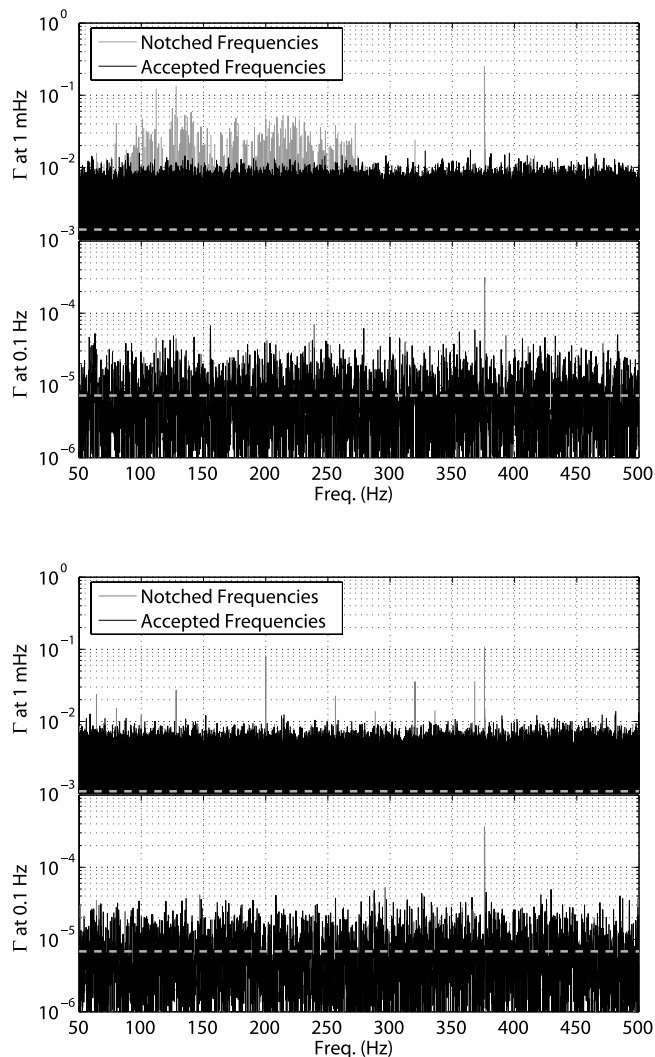 10^0
Notched Frequencies
Accepted Frequencies
10^-1
Γ at 1 mHz
10^-2
10^-3
10^-4
Γ at 0.1 Hz
10^-5
10^-6
50 100 150 200 250 300 350 400 450 500
Freq. (Hz)
10^0
Notched Frequencies
Accepted Frequencies
10^-1
Γ at 1 mHz
10^-2
10^-3
10^-4
Γ at 0.1 Hz
10^-5
10^-6
50 100 150 200 250 300 350 400 450 500
Freq. (Hz)